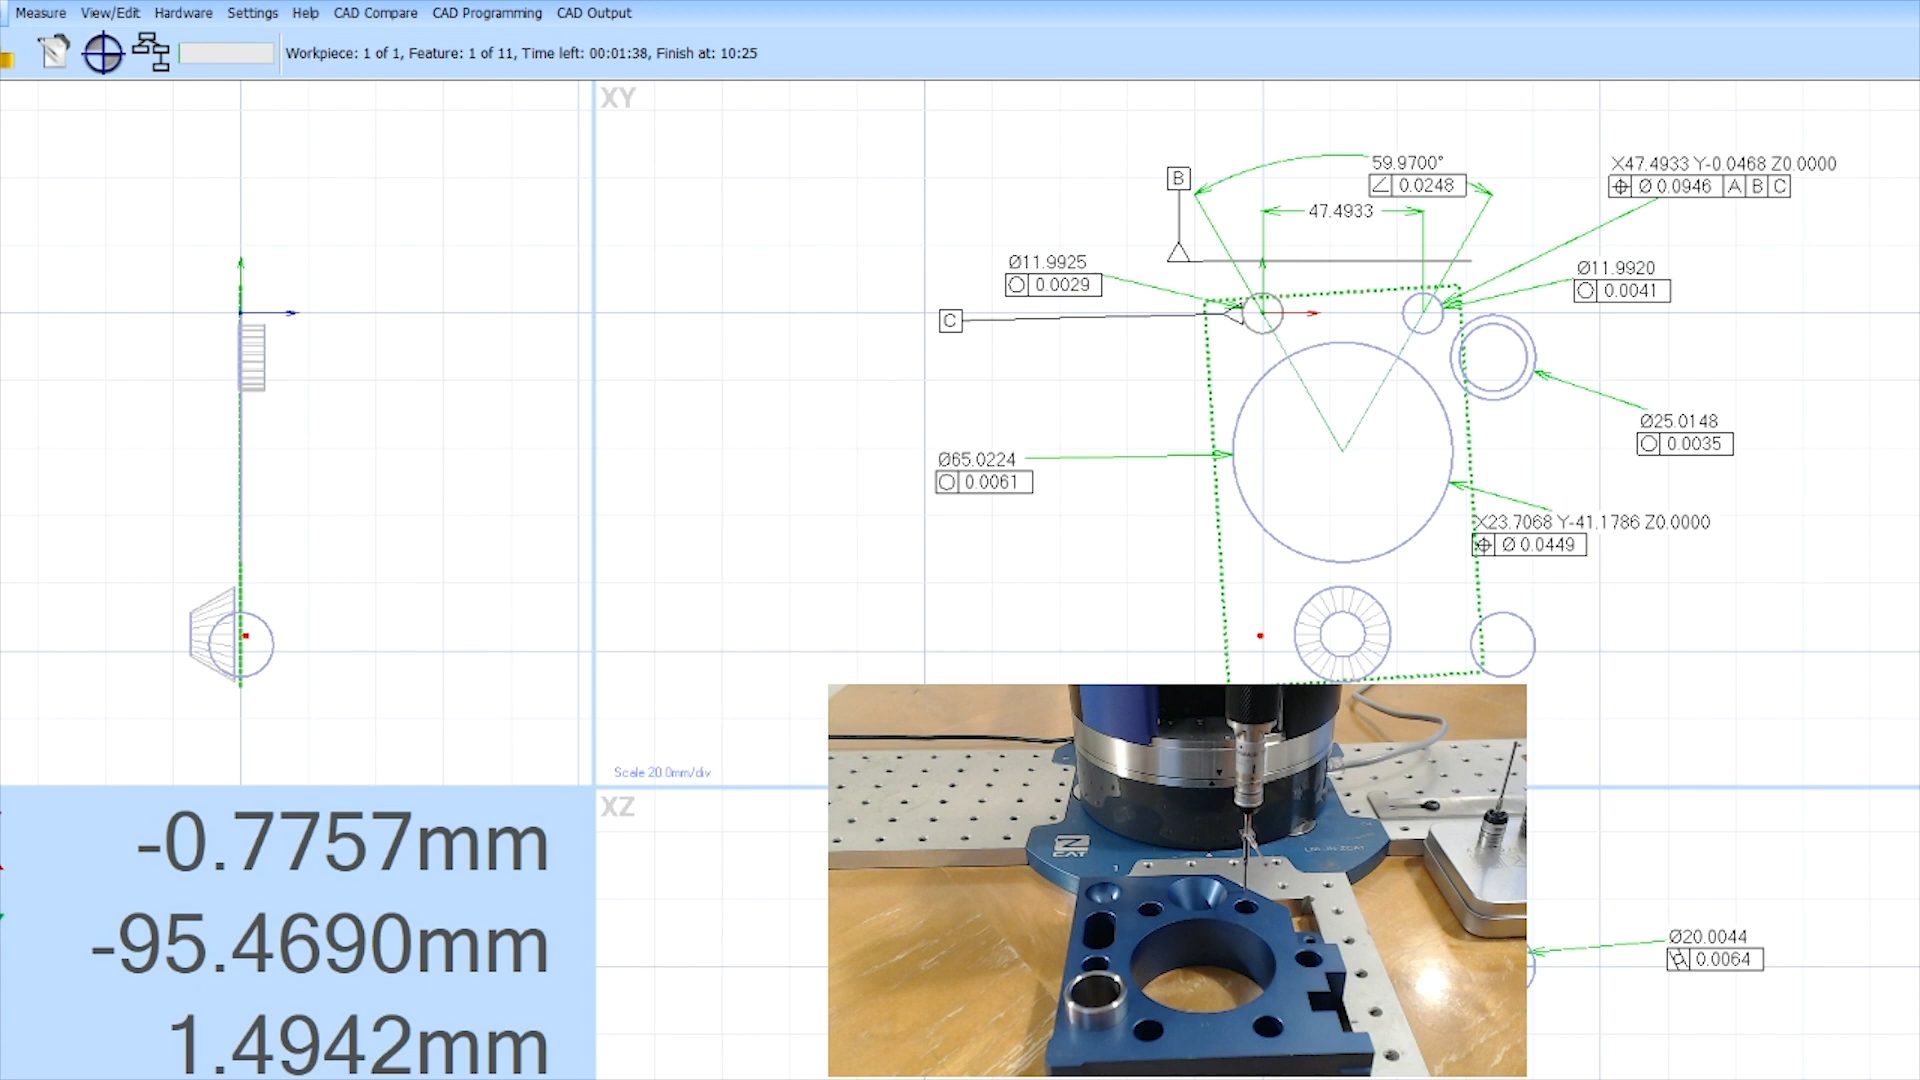 Measure View/Edit Hardware Settings Help CAD Compare CAD Programming CAD Output
Workpiece: 1 of 1, Feature: 1 of 11, Time left: 00:01:38, Finish at: 10:25
XY
59.9700°
∠ 0.0248
B
47.4933
X47.4933 Y-0.0468 Z0.0000
⌖ Ø 0.0946 A B C
Ø11.9925
○ 0.0029
Ø11.9920
○ 0.0041
C
Ø25.0148
○ 0.0035
Ø65.0224
○ 0.0061
X23.7068 Y-41.1786 Z0.0000
⌖ Ø 0.0449
Scale 20.0mm/div
XZ
-0.7757mm
-95.4690mm
1.4942mm
Z
CAT
1
Ø20.0044
⌭ 0.0064